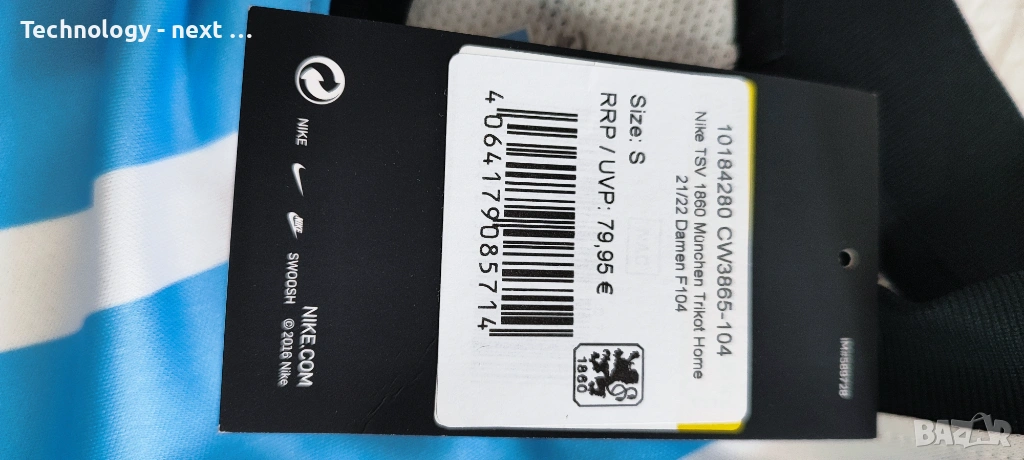 Technology - next ...
10184280 CW3865-104
Nike TSV 1860 München Trikot Home
21/22 Damen F104
Size: S
RRP / UVP: 79,95 €
4064179085714
1860
NIKE
SWOOSH
NIKE.COM
© 2016 Nike
BAZAR